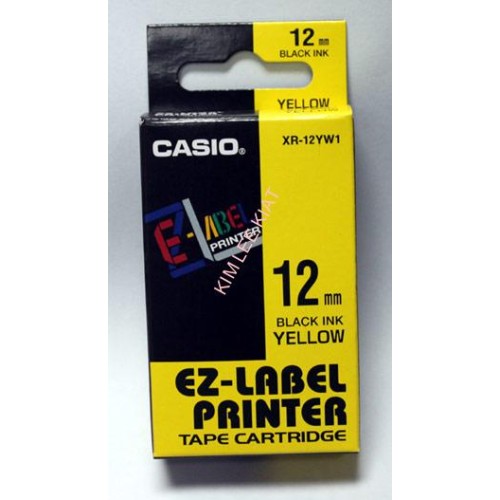 12 mm
BLACK INK
YELLOW
CASIO®
XR-12YW1
EZ-LABEL
PRINTER
KIM LEE KIAT
12 mm
BLACK INK
YELLOW
EZ-LABEL
PRINTER
TAPE CARTRIDGE